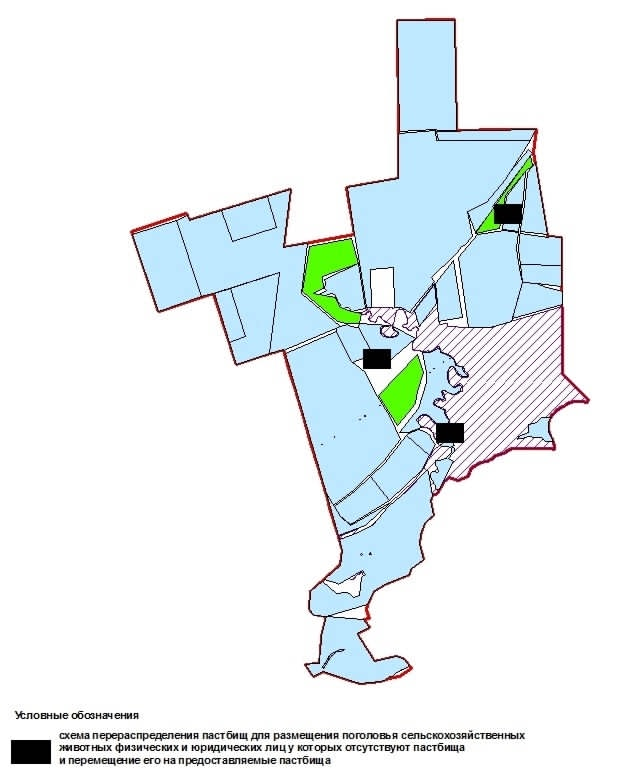 Условные обозначения
схема перераспределения пастбищ для размещения поголовья сельскохозяйственных
животных физических и юридических лиц у которых отсутствуют пастбища
и перемещение его на предоставляемые пастбища